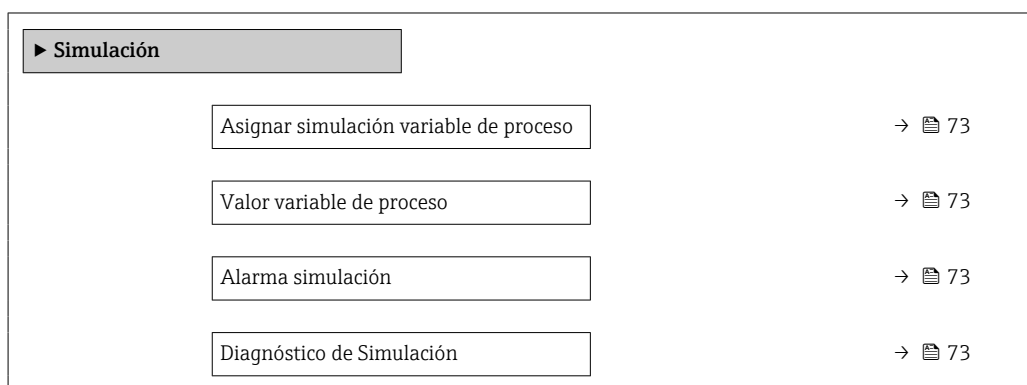 ▶ Simulación
Asignar simulación variable de proceso → 73
Valor variable de proceso → 73
Alarma simulación → 73
Diagnóstico de Simulación → 73